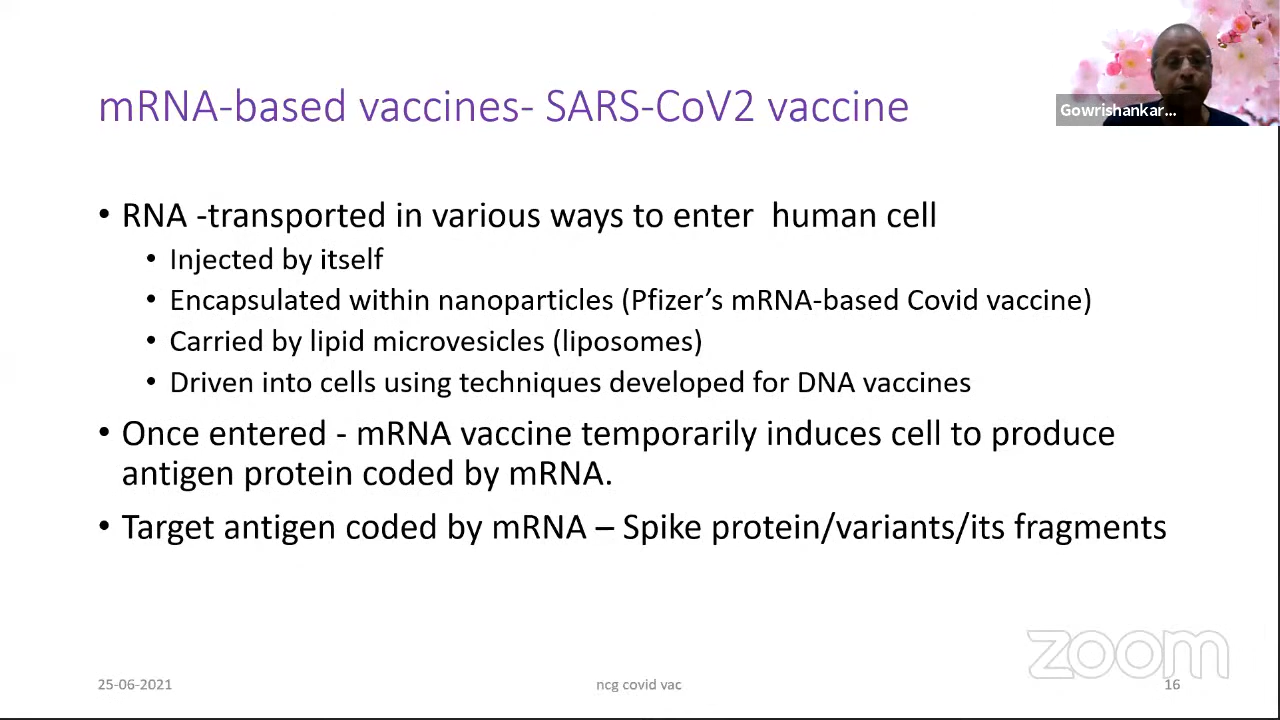 mRNA-based vaccines- SARS-CoV2 vaccine
Gowrishankar...
• RNA -transported in various ways to enter  human cell
• Injected by itself
• Encapsulated within nanoparticles (Pfizer’s mRNA-based Covid vaccine)
• Carried by lipid microvesicles (liposomes)
• Driven into cells using techniques developed for DNA vaccines
• Once entered - mRNA vaccine temporarily induces cell to produce
antigen protein coded by mRNA.
• Target antigen coded by mRNA – Spike protein/variants/its fragments
zoom
25-06-2021
ncg covid vac
16